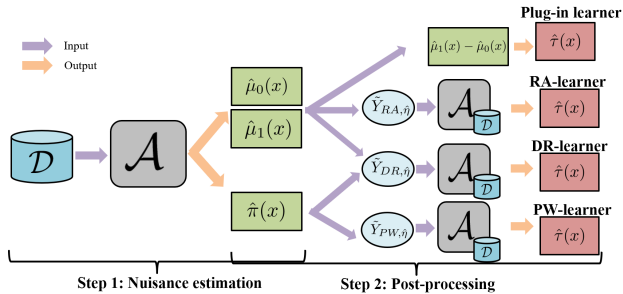 Plug-in learner
Input
Output
μ̂₁(x) − μ̂₀(x)
τ̂(x)
RA-learner
μ̂₀(x)
μ̂₁(x)
Ỹ_{RA,η̂}
A
D
τ̂(x)
D
A
DR-learner
Ỹ_{DR,η̂}
A
D
τ̂(x)
π̂(x)
PW-learner
Ỹ_{PW,η̂}
A
D
τ̂(x)
Step 1: Nuisance estimation
Step 2: Post-processing